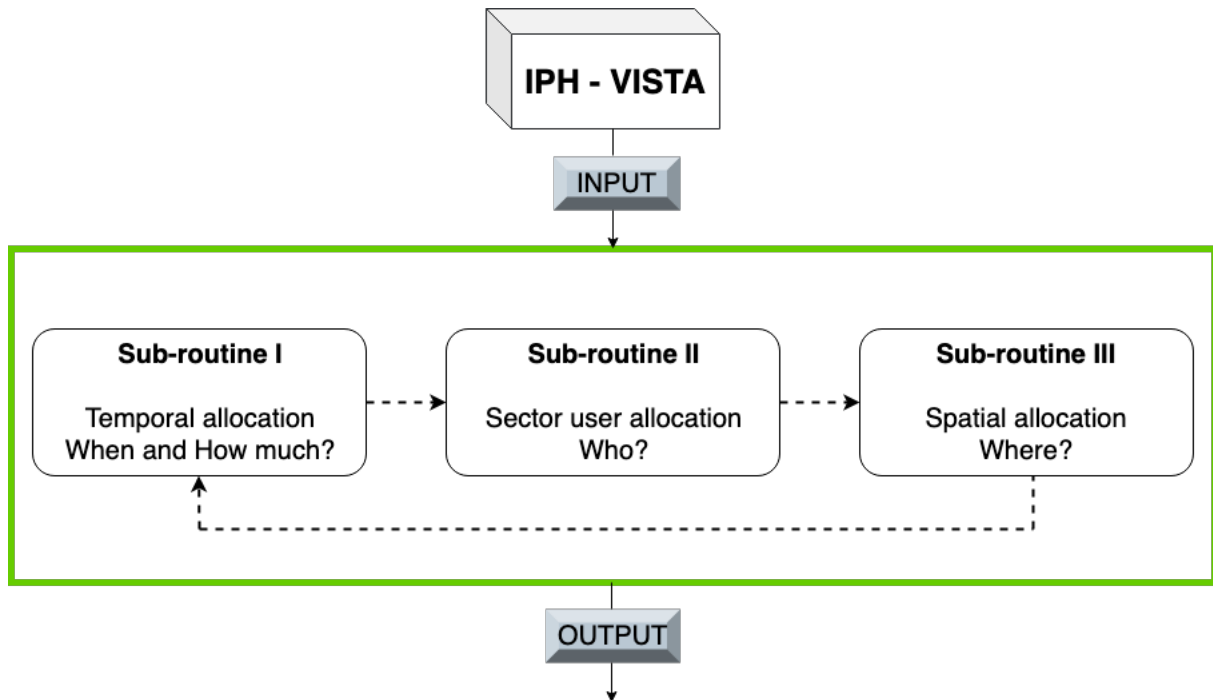 IPH - VISTA
INPUT
Sub-routine I
Temporal allocation
When and How much?
Sub-routine II
Sector user allocation
Who?
Sub-routine III
Spatial allocation
Where?
OUTPUT